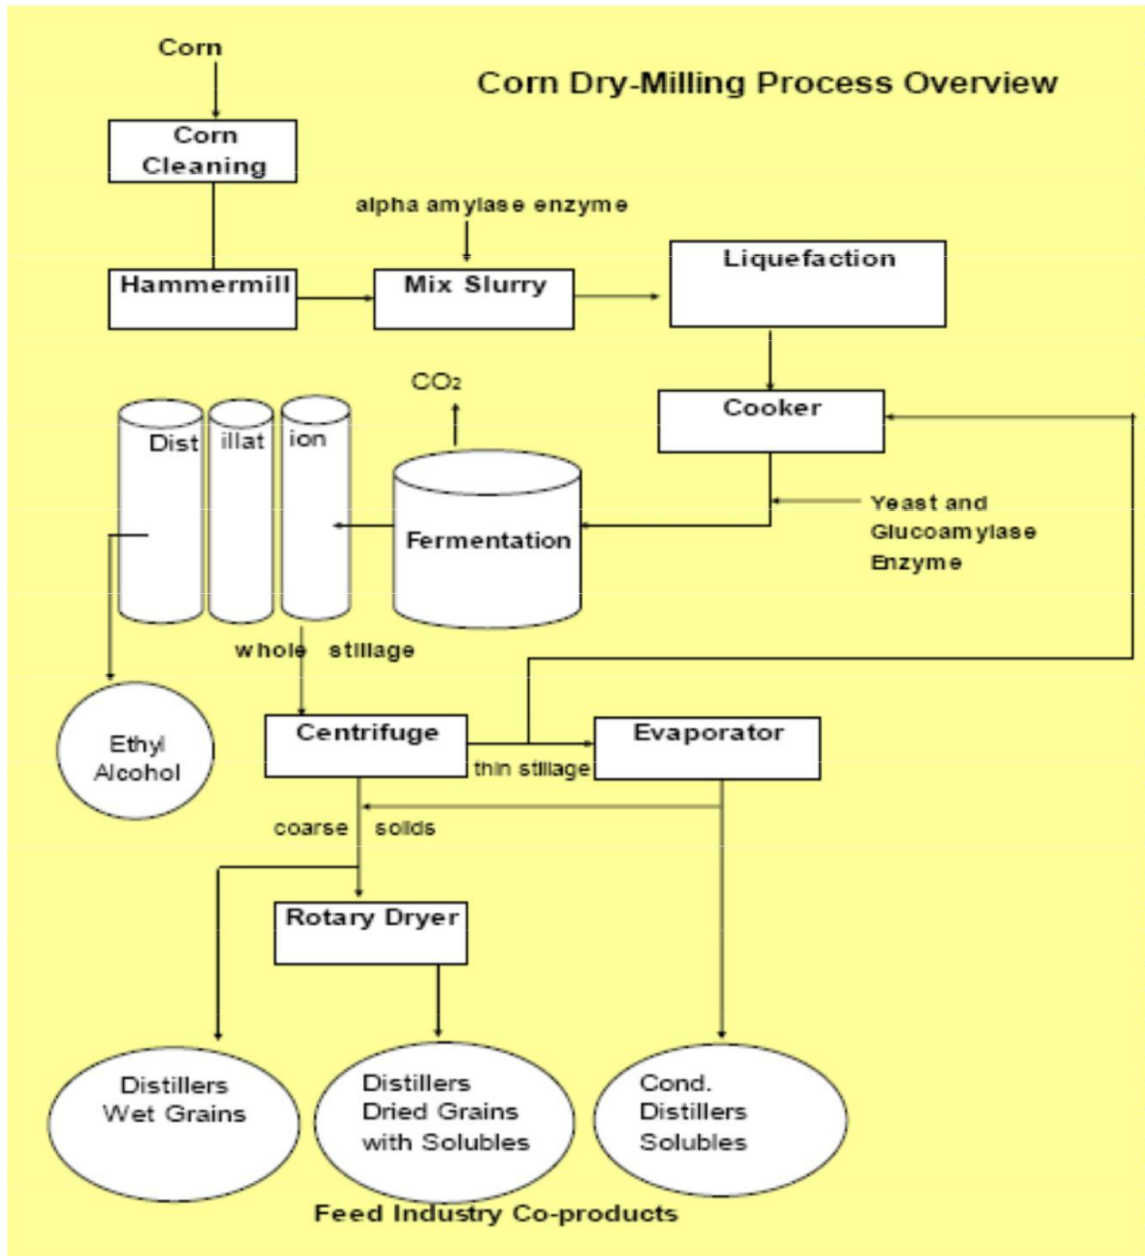 Corn
Corn Dry-Milling Process Overview
Corn
Cleaning
alpha amylase enzyme
Hammermill
Mix Slurry
Liquefaction
CO2
Cooker
Dist
illat
ion
Fermentation
Yeast and
Glucoamylase
Enzyme
whole stillage
Ethyl
Alcohol
Centrifuge
thin stillage
Evaporator
coarse solids
Rotary Dryer
Distillers
Wet Grains
Distillers
Dried Grains
with Solubles
Cond.
Distillers
Solubles
Feed Industry Co-products